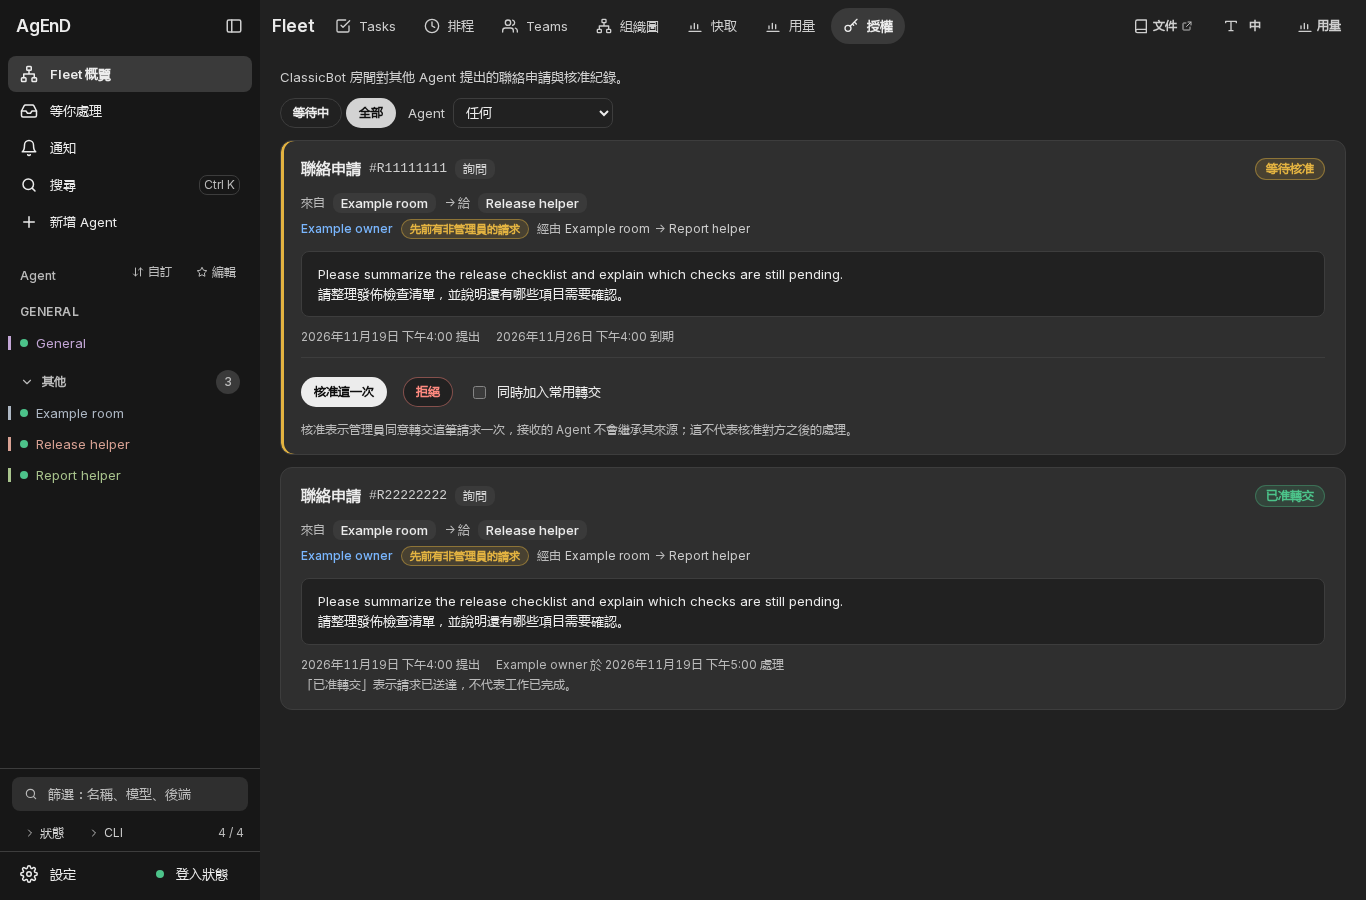 AgEnD
Fleet 概覽
等你處理
通知
搜尋 Ctrl K
新增 Agent
Agent 自訂 編輯
GENERAL
General
其他 3
Example room
Release helper
Report helper
篩選：名稱、模型、後端
狀態 CLI 4 / 4
設定 登入狀態
Fleet Tasks 排程 Teams 組織圖 快取 用量 授權 文件 中 用量
ClassicBot 房間對其他 Agent 提出的聯絡申請與核准紀錄。
等待中 全部 Agent 任何
聯絡申請 #R11111111 詢問 等待核准
來自 Example room → 給 Release helper
Example owner 先前有非管理員的請求 經由 Example room → Report helper
Please summarize the release checklist and explain which checks are still pending.
請整理發佈檢查清單，並說明還有哪些項目需要確認。
2026年11月19日 下午4:00 提出 2026年11月26日 下午4:00 到期
核准這一次 拒絕 同時加入常用轉交
核准表示管理員同意轉交這筆請求一次，接收的 Agent 不會繼承其來源；這不代表核准對方之後的處理。
聯絡申請 #R22222222 詢問 已准轉交
來自 Example room → 給 Release helper
Example owner 先前有非管理員的請求 經由 Example room → Report helper
Please summarize the release checklist and explain which checks are still pending.
請整理發佈檢查清單，並說明還有哪些項目需要確認。
2026年11月19日 下午4:00 提出 Example owner 於 2026年11月19日 下午5:00 處理
「已准轉交」表示請求已送達，不代表工作已完成。